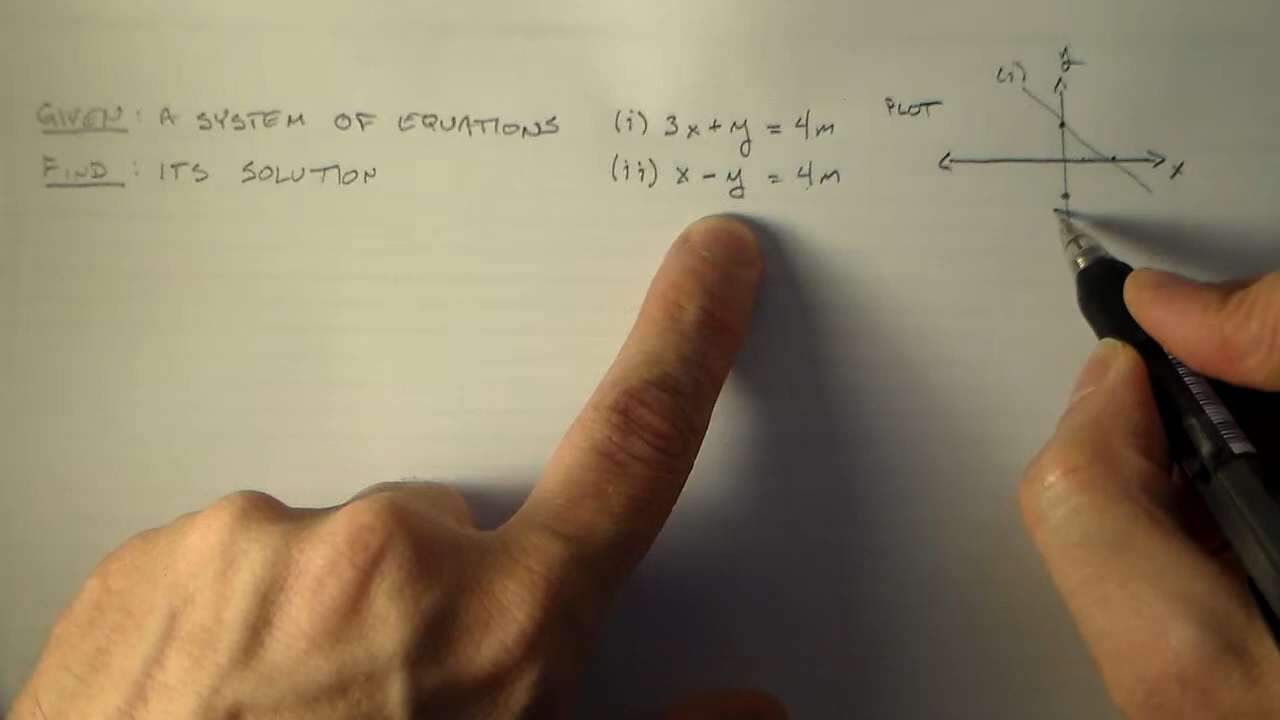 GIVEN: A SYSTEM OF EQUATIONS (i) 3x+y = 4m
FIND: ITS SOLUTION (ii) x - y = 4m
PLOT
(i)
y
x